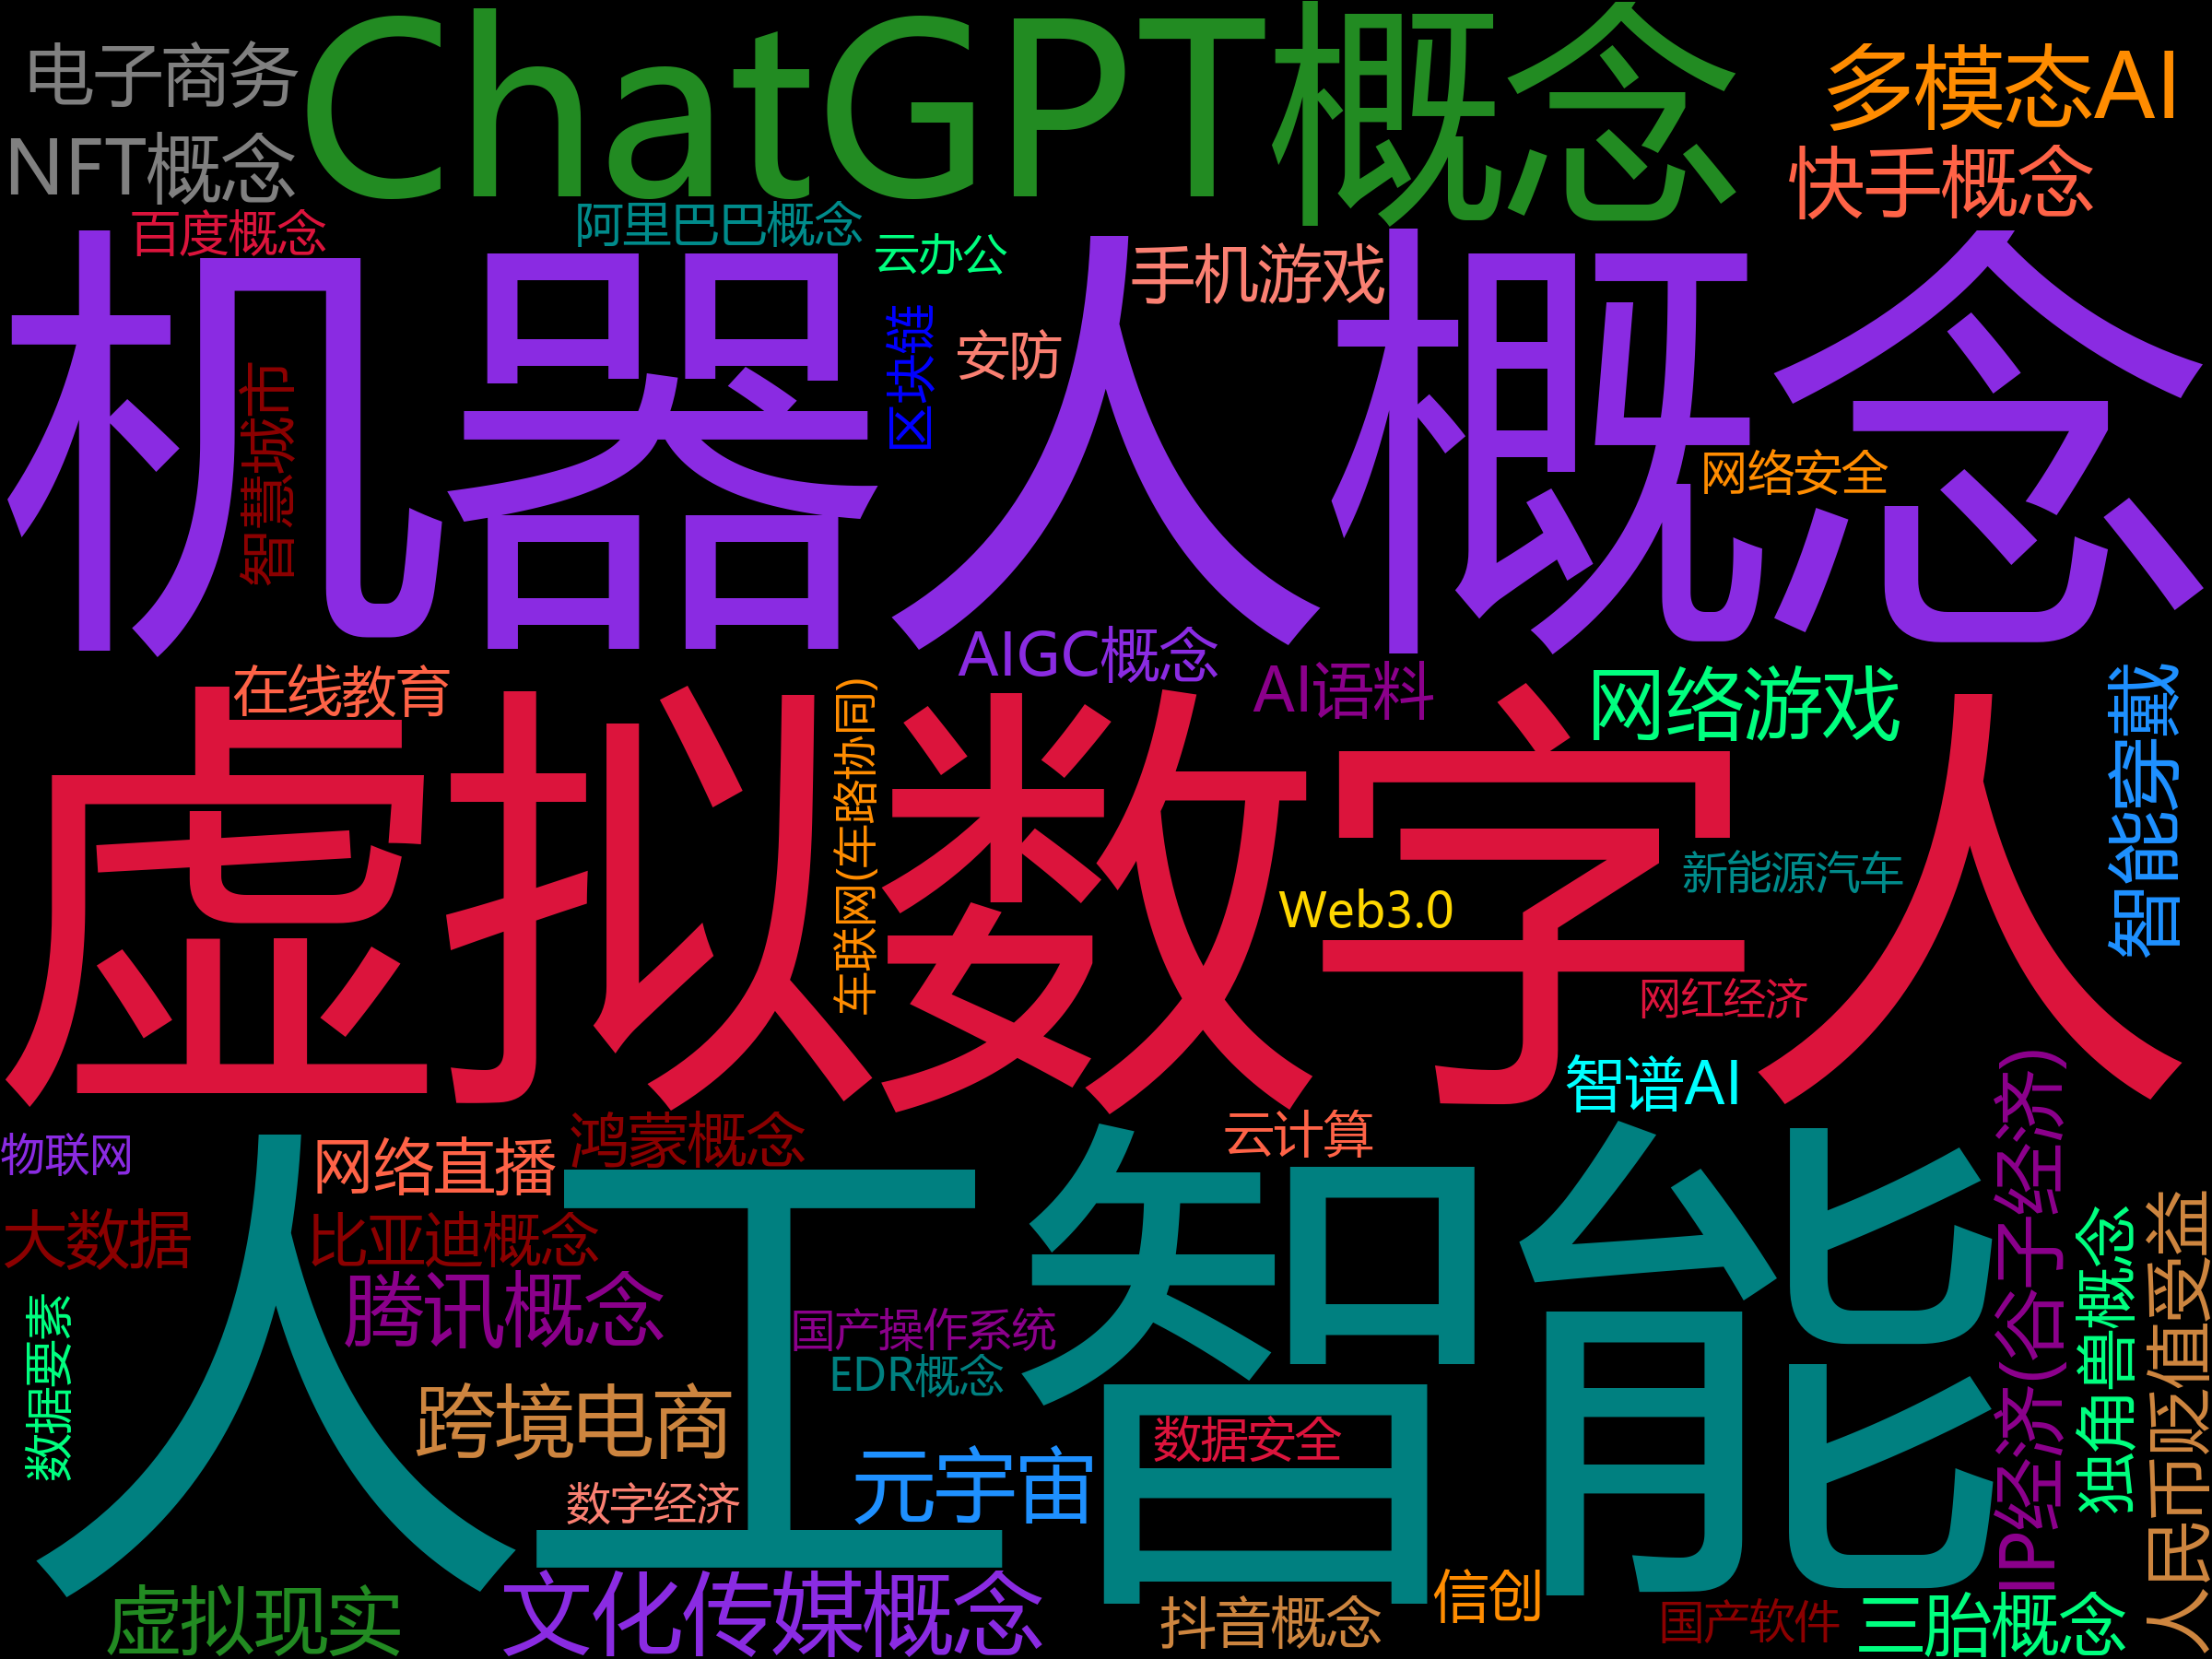 电子商务
ChatGPT概念
多模态AI
NFT概念
快手概念
百度概念
阿里巴巴概念
云办公
手机游戏
机器人概念
区块链
安防
智慧城市
网络安全
AIGC概念
AI语料
网络游戏
在线教育
智能穿戴
虚拟数字人
车联网(车路协同)
新能源汽车
Web3.0
网红经济
智谱AI
IP经济(谷子经济)
物联网
网络直播
鸿蒙概念
云计算
人工智能
大数据
比亚迪概念
腾讯概念
独角兽概念
人民币贬值受益
数据要素
国产操作系统
EDR概念
跨境电商
数据安全
元宇宙
数字经济
虚拟现实
文化传媒概念
抖音概念
信创
国产软件
三胎概念